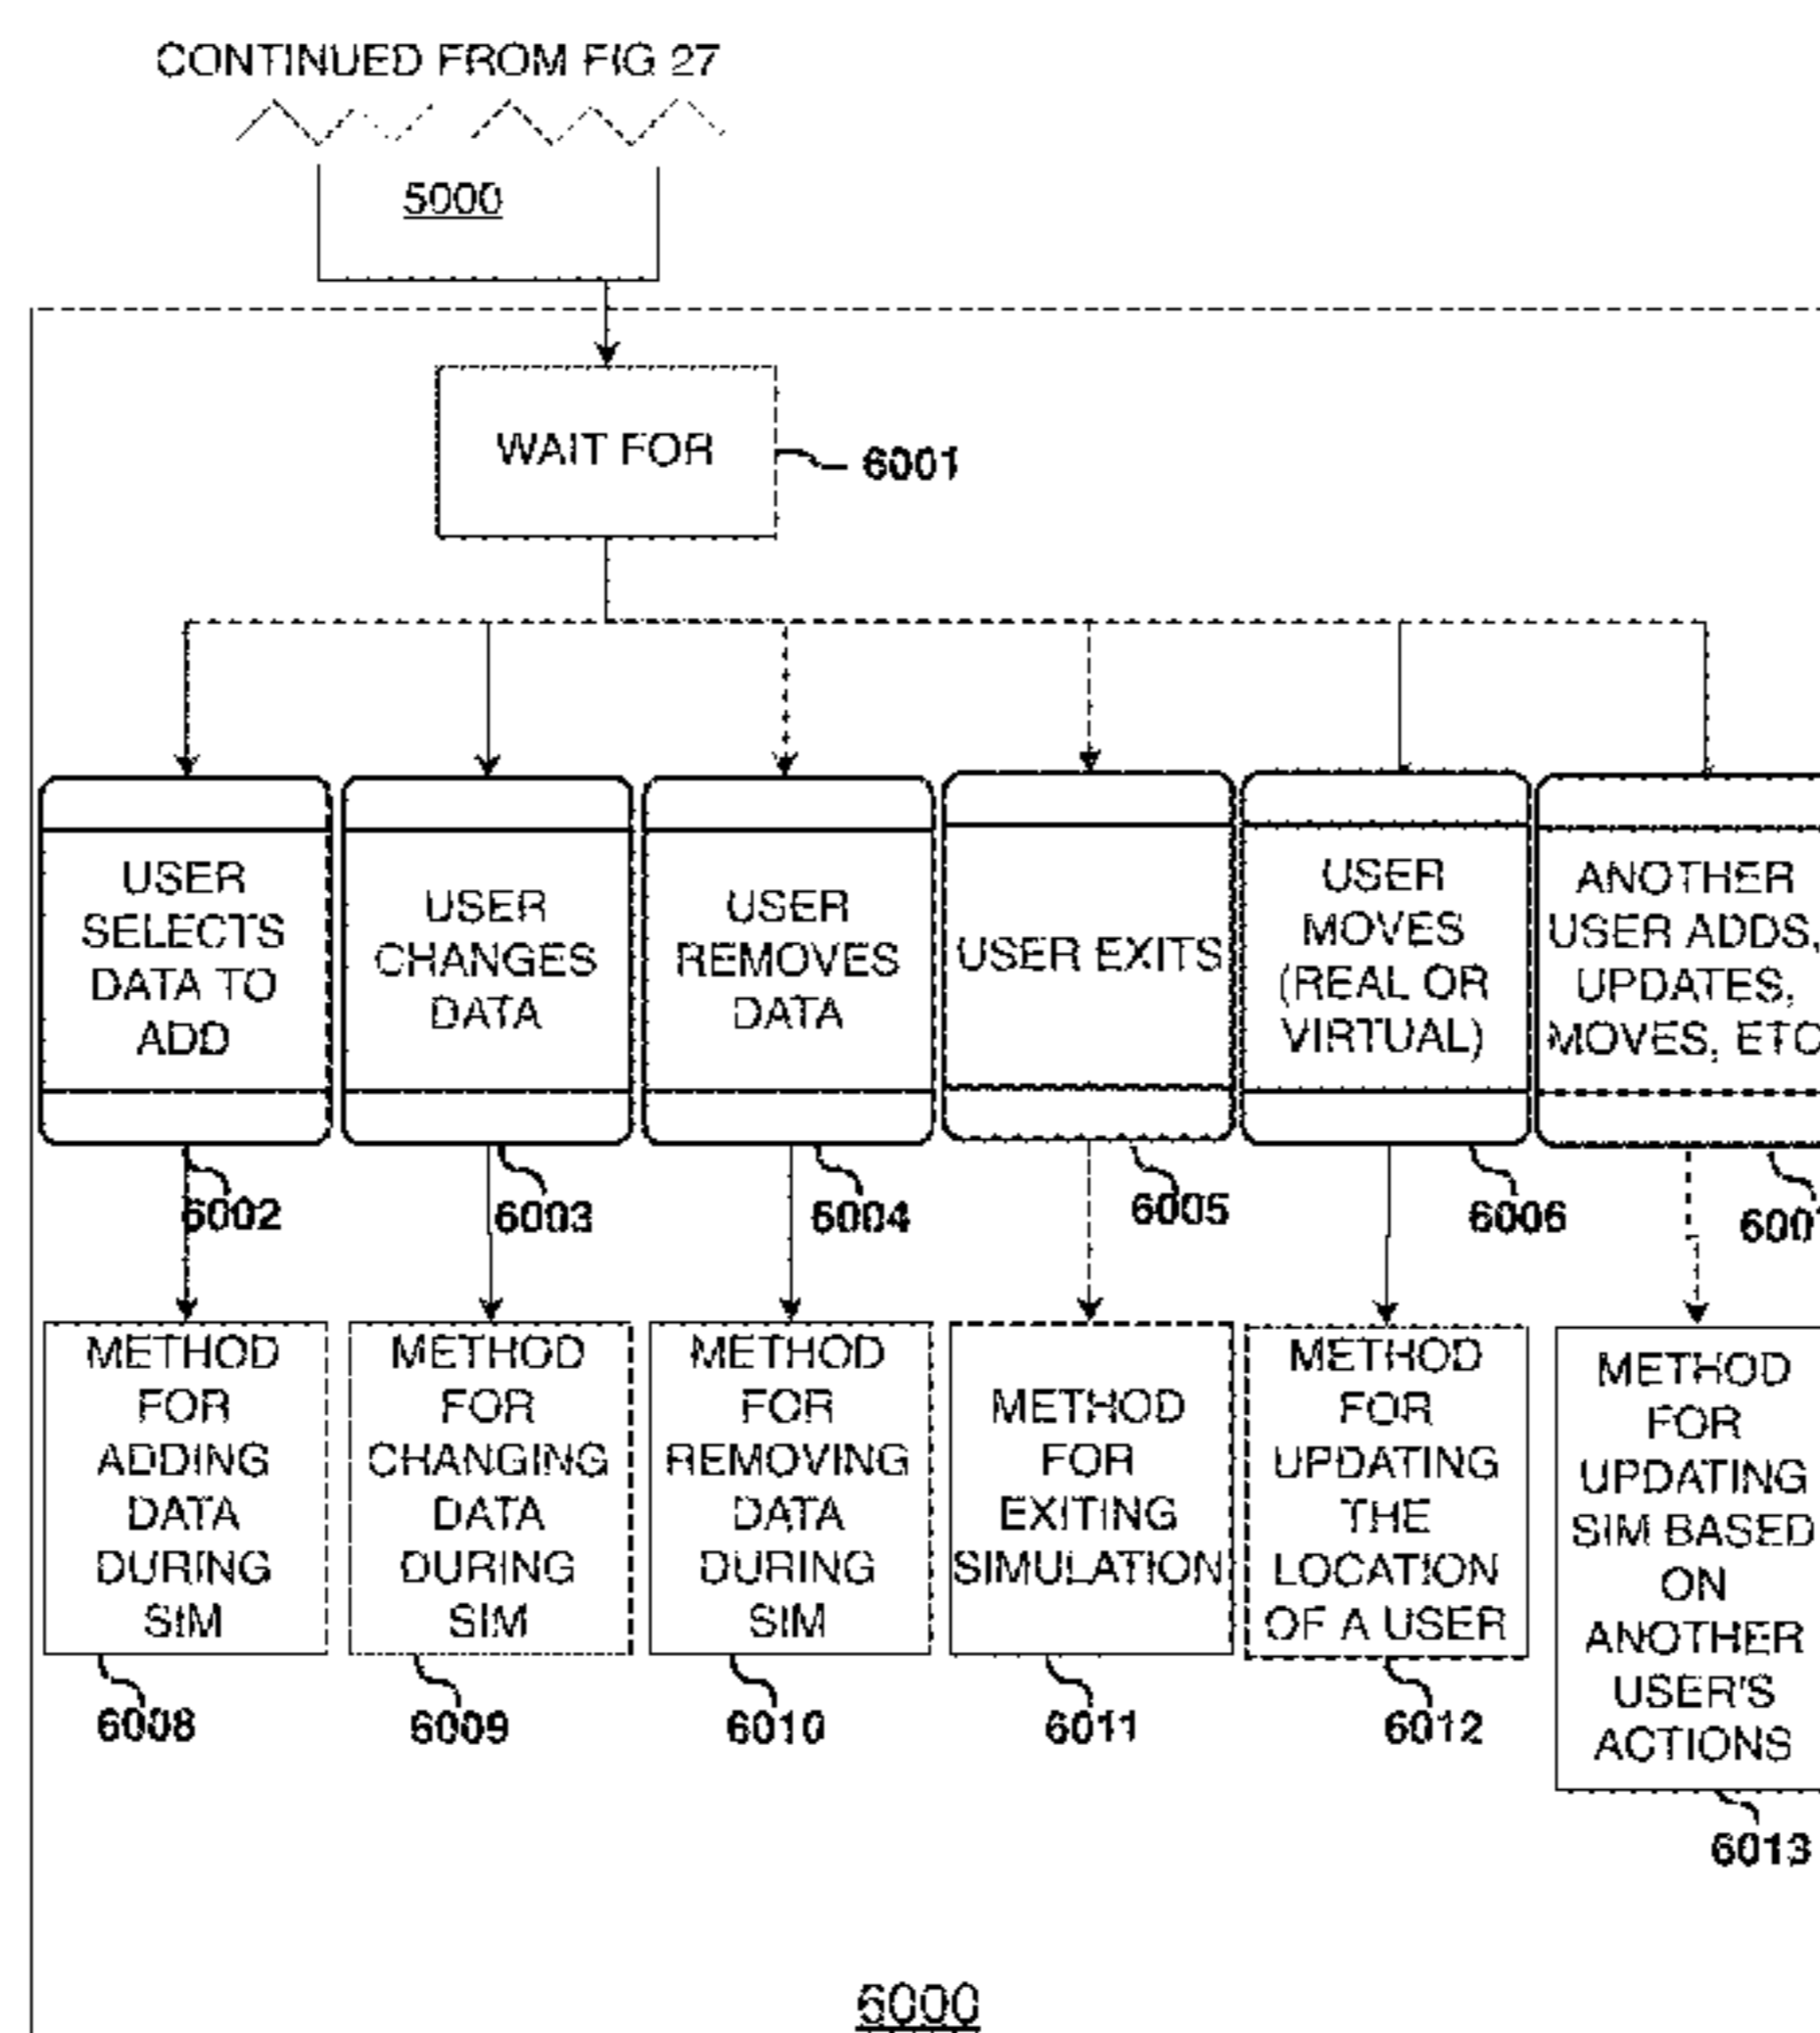 CONTINUED FROM FIG 27
5000
WAIT FOR
6001
USER
SELECTS
DATA TO
ADD
USER
CHANGES
DATA
USER
REMOVES
DATA
USER EXITS
USER
MOVES
(REAL OR
VIRTUAL)
ANOTHER
USER ADDS,
UPDATES,
MOVES, ETC
6002
6003
6004
6005
6006
METHOD
FOR
ADDING
DATA
DURING
SIM
METHOD
FOR
CHANGING
DATA
DURING
SIM
METHOD
FOR
REMOVING
DATA
DURING
SIM
METHOD
FOR
EXITING
SIMULATION
METHOD
FOR
UPDATING
THE
LOCATION
OF A USER
METHOD
FOR
UPDATING
SIM BASED
ON
ANOTHER
USER'S
ACTIONS
6008
6009
6010
6011
6012
6013
6000